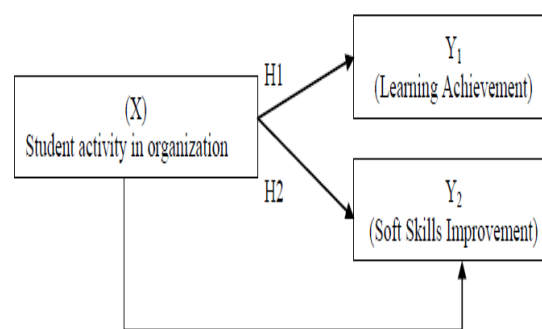 (X)
Student activity in organization
H1
H2
Y₁
(Learning Achievement)
Y₂
(Soft Skills Improvement)